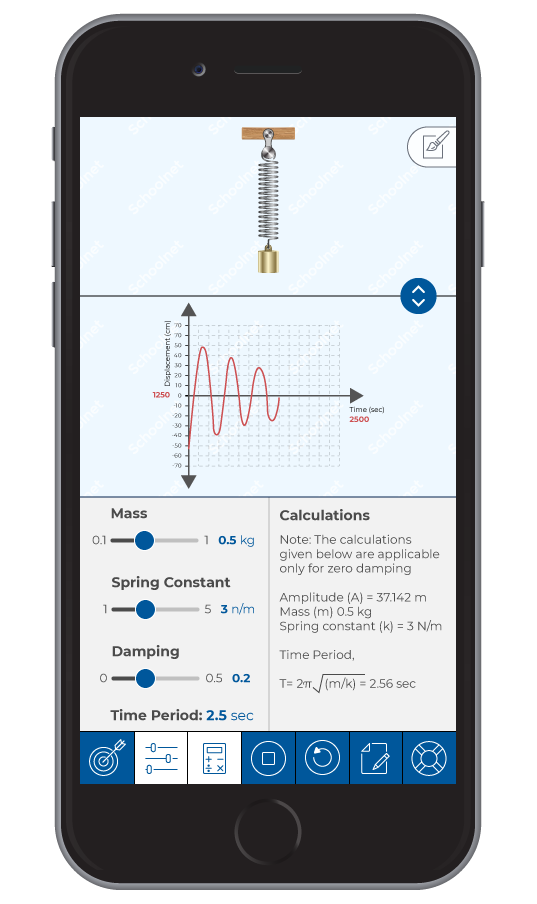 Schoolnet
Displacement (cm)
70
60
50
40
30
20
10
0
-10
-20
-30
-40
-50
-60
-70
1250
Time (sec)
2500
Mass
0.1 1 0.5 kg
Spring Constant
1 5 3 n/m
Damping
0 0.5 0.2
Time Period: 2.5 sec
Calculations
Note: The calculations
given below are applicable
only for zero damping
Amplitude (A) = 37.142 m
Mass (m) 0.5 kg
Spring constant (k) = 3 N/m
Time Period,
T= 2π√(m/k) = 2.56 sec